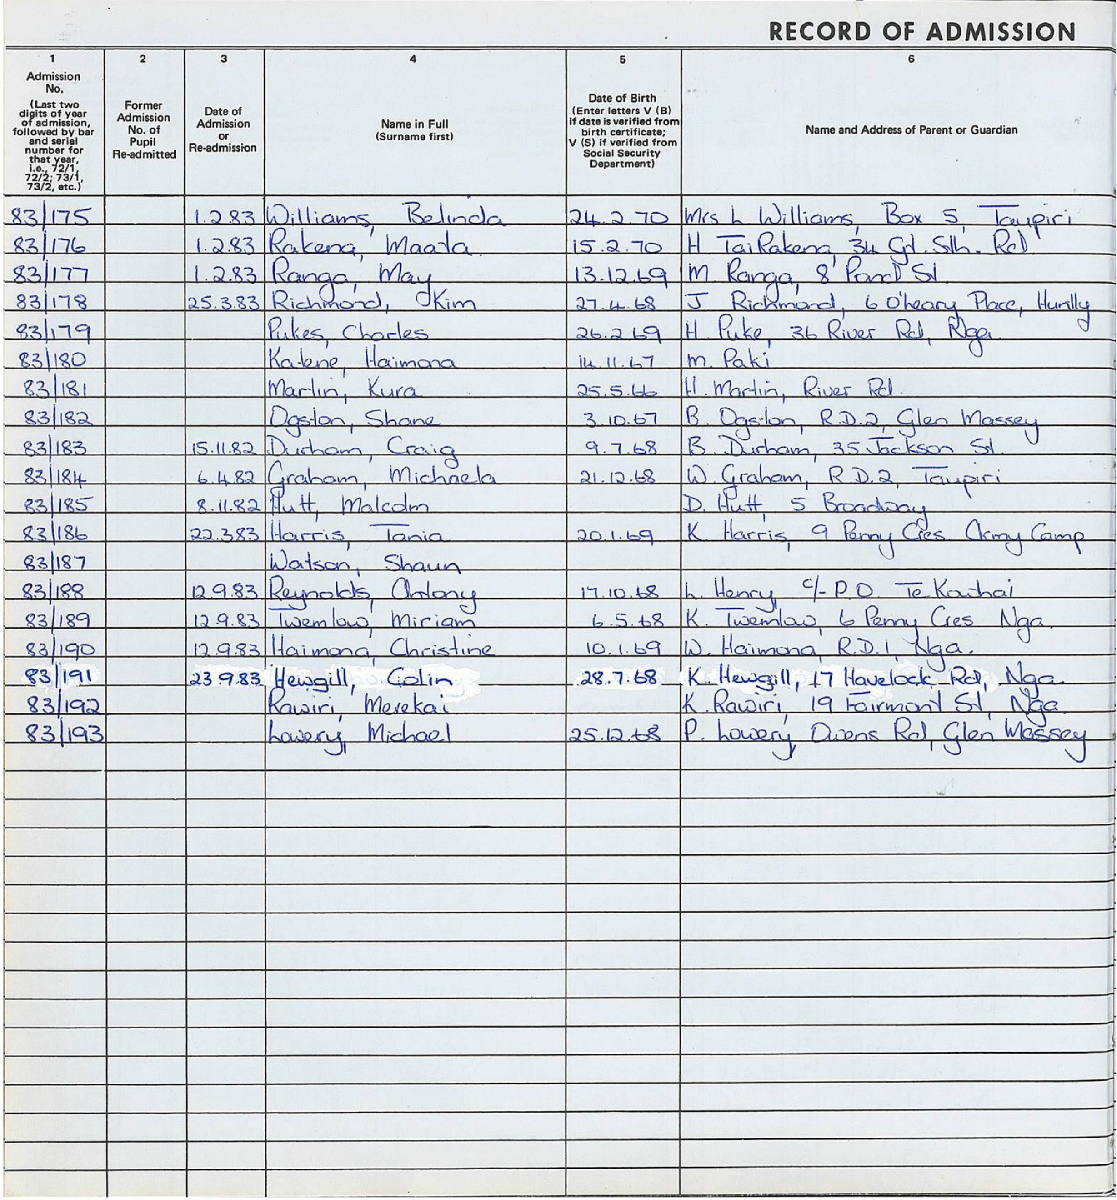 RECORD OF ADMISSION
1 2 3 4 5 6
Admission No. (Last two digits of year of admission, followed by bar and serial number for that year, i.e., 72/1, 72/2; 73/1, 73/2, etc.)
Former Admission No. of Pupil Re-admitted
Date of Admission or Re-admission
Name in Full (Surname first)
Date of Birth (Enter letters V (B) if date is verified from birth certificate; V (S) if verified from Social Security Department)
Name and Address of Parent or Guardian
83/175 1.2.83 Williams, Belinda 24.2.70 Mrs L Williams, Box 5, Taupiri
83/176 1.2.83 Rakena, Maata 15.2.70 H TaiRakena, 34 Gt. Sth. Rd
83/177 1.2.83 Ranga, May 13.12.69 M. Ranga, 8 Pond St
83/178 25.3.83 Richmond, Kim 27.4.68 J Richmond, 6 O'leary Place, Huntly
83/179 Pukes, Charles 26.2.69 H Puke, 36 River Rd, Nga.
83/180 Katene, Haimona 14.11.67 M. Paki
83/181 Martin, Kura 25.5.66 H. Martin, River Rd.
83/182 Ogston, Shane 3.10.67 B. Ogston, R.D.2, Glen Massey
83/183 15.11.82 Durham, Craig 9.7.68 B. Durham, 35 Jackson St.
83/184 6.4.82 Graham, Michaela 21.12.68 W. Graham, R.D.2, Taupiri
83/185 8.11.82 Hutt, Malcolm D. Hutt, 5 Broadway
83/186 22.3.83 Harris, Tania 20.1.69 K Harris, 9 Penny Cres Army Camp
83/187 Watson, Shaun
83/188 12.9.83 Reynolds, Antony 17.10.68 L. Henry, c/- P.O. Te Kowhai
83/189 12.9.83 Twemlow, Miriam 6.5.68 K. Twemlow, 6 Penny Cres Nga.
83/190 12.9.83 Haimona, Christine 10.1.69 W. Haimona, R.D.1, Nga.
83/191 23.9.83 Hewgill, Colin 28.7.68 K. Hewgill, 17 Havelock Rd, Nga.
83/192 Rawiri, Merekai K. Rawiri, 19 Fairmont St, Nga.
83/193 Lowery, Michael 25.12.68 P. Lowery, Owens Rd, Glen Massey